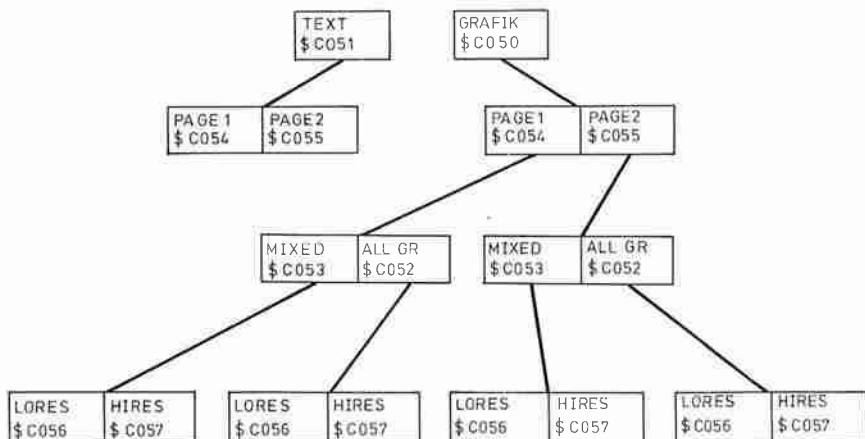 TEXT
$C051
GRAFIK
$C050
PAGE1 PAGE2
$C054 $C055
PAGE1 PAGE2
$C054 $C055
MIXED ALL GR
$C053 $C052
MIXED ALL GR
$C053 $C052
LORES HIRES
$C056 $C057
LORES HIRES
$C056 $C057
LORES HIRES
$C056 $C057
LORES HIRES
$C056 $C057